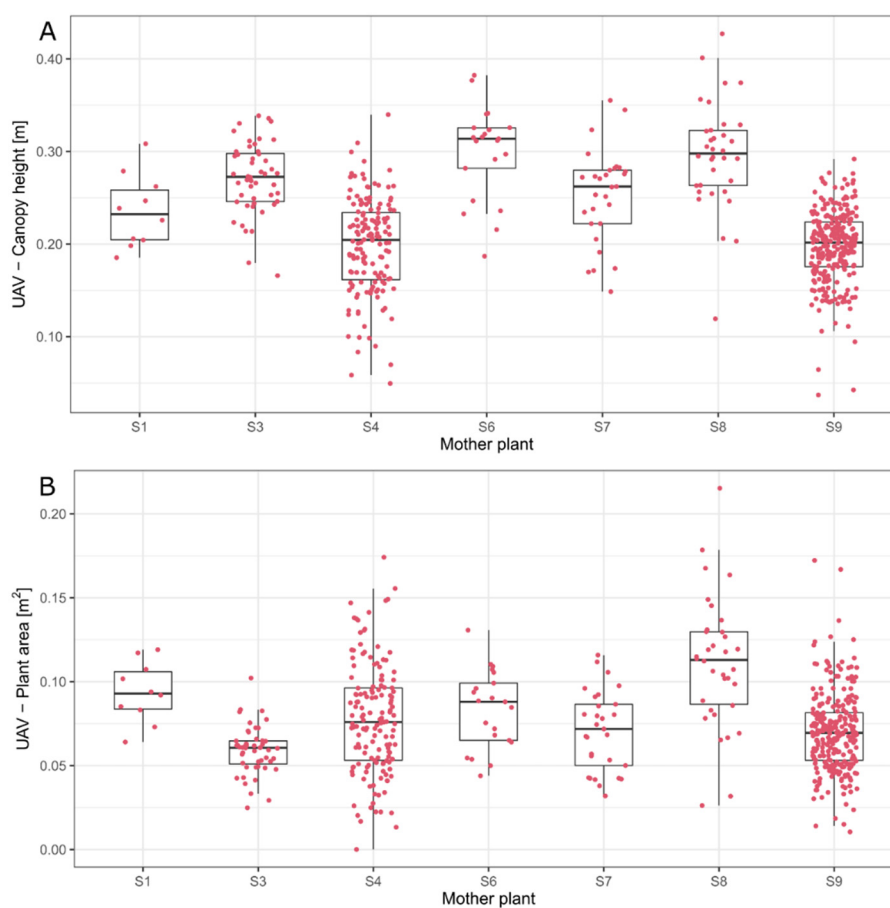 A
UAV − Canopy height [m]
0.40
0.30
0.20
0.10
S1 S3 S4 S6 S7 S8 S9
Mother plant
B
UAV − Plant area [m²]
0.20
0.15
0.10
0.05
0.00
S1 S3 S4 S6 S7 S8 S9
Mother plant